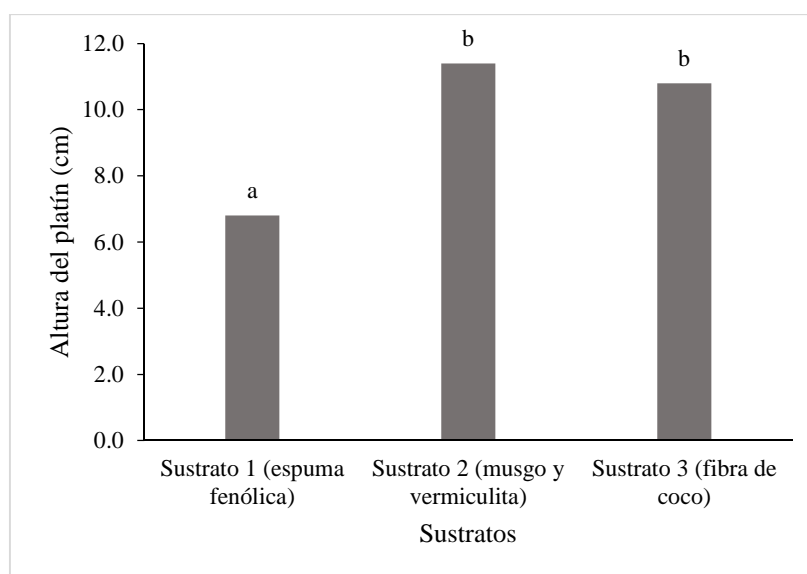 12.0
10.0
8.0
6.0
4.0
2.0
0.0
Altura del platín (cm)
a
b
b
Sustrato 1 (espuma
fenólica)
Sustrato 2 (musgo y
vermiculita)
Sustrato 3 (fibra de
coco)
Sustratos